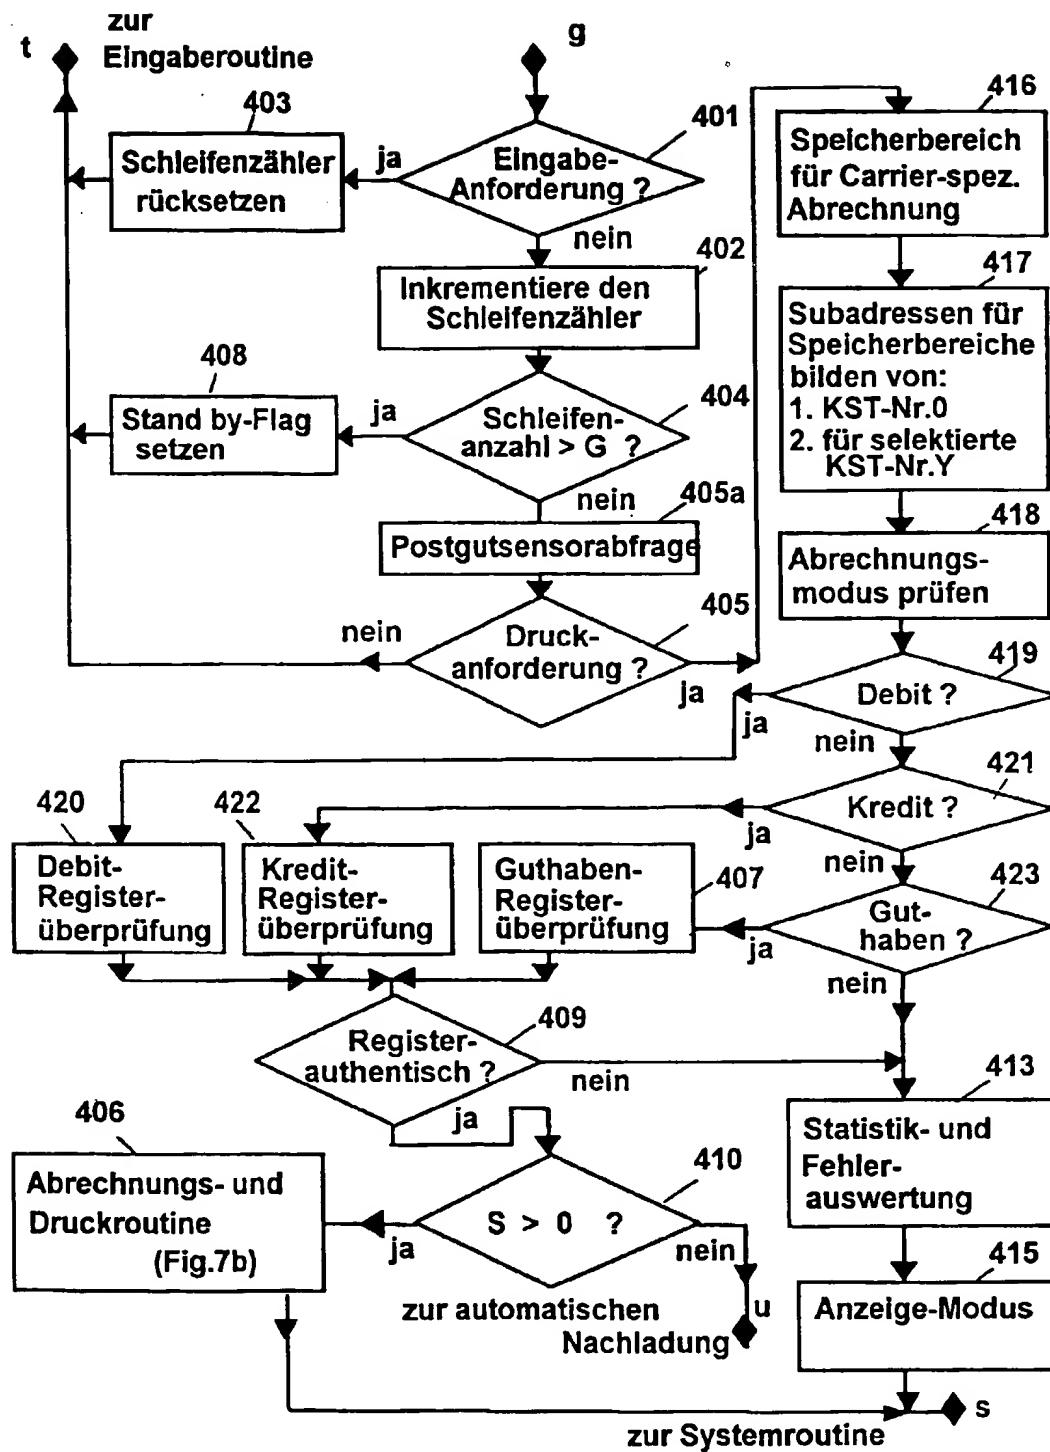 zur
t
Eingaberoutine
g
403
Schleifenzähler
rücksetzen
ja
401
Eingabe-
Anforderung ?
nein
402
Inkrementiere den
Schleifenzähler
408
Stand by-Flag
setzen
ja
404
Schleifen-
anzahl > G ?
nein
405a
Postgutsensorabfrage
405
nein
Druck-
anforderung ?
ja
416
Speicherbereich
für Carrier-spez.
Abrechnung
417
Subadressen für
Speicherbereiche
bilden von:
1. KST-Nr.0
2. für selektierte
KST-Nr.Y
418
Abrechnungs-
modus prüfen
419
Debit ?
ja
nein
421
Kredit ?
ja
nein
423
Gut-
haben ?
ja
nein
420
Debit-
Register-
überprüfung
422
Kredit-
Register-
überprüfung
Guthaben-
Register-
überprüfung
407
409
Register-
authentisch ?
nein
ja
406
Abrechnungs- und
Druckroutine
(Fig.7b)
410
S > 0 ?
ja
nein
zur automatischen
Nachladung
u
413
Statistik- und
Fehler-
auswertung
415
Anzeige-Modus
s
zur Systemroutine